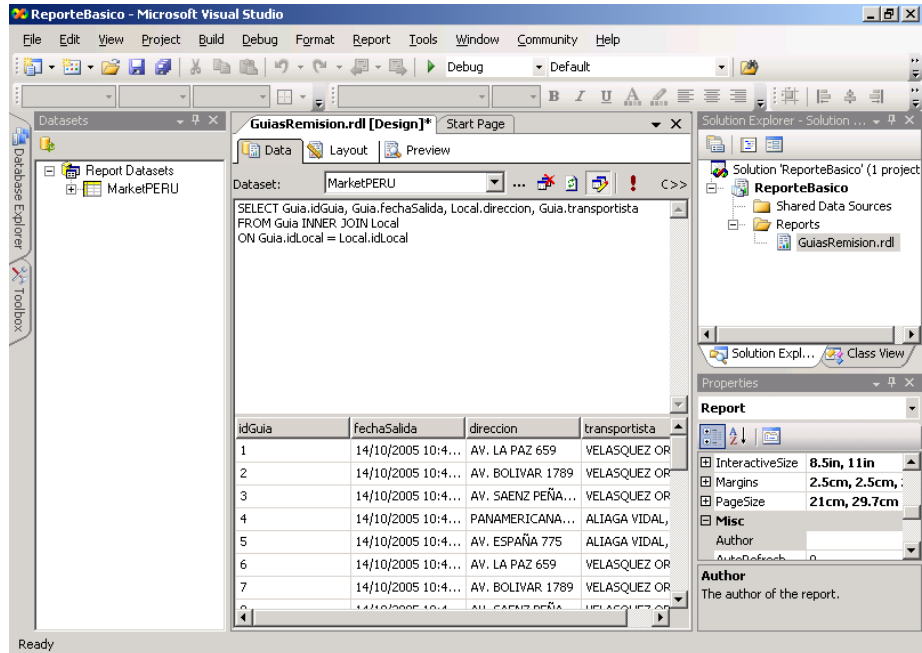 ReporteBasico - Microsoft Visual Studio
File Edit View Project Build Debug Format Report Tools Window Community Help
Debug Default
B I U A
Datasets
GuiasRemision.rdl [Design]* Start Page
Solution Explorer - Solution ...
Database Explorer
Toolbox
Report Datasets
MarketPERU
Data Layout Preview
Dataset: MarketPERU ... ! C>>
SELECT Guia.idGuia, Guia.fechaSalida, Local.direccion, Guia.transportista
FROM Guia INNER JOIN Local
ON Guia.idLocal = Local.idLocal
idGuia fechaSalida direccion transportista
1 14/10/2005 10:4... AV. LA PAZ 659 VELASQUEZ OR
2 14/10/2005 10:4... AV. BOLIVAR 1789 VELASQUEZ OR
3 14/10/2005 10:4... AV. SAENZ PEÑA... VELASQUEZ OR
4 14/10/2005 10:4... PANAMERICANA... ALIAGA VIDAL,
5 14/10/2005 10:4... AV. ESPAÑA 775 ALIAGA VIDAL,
6 14/10/2005 10:4... AV. LA PAZ 659 VELASQUEZ OR
7 14/10/2005 10:4... AV. BOLIVAR 1789 VELASQUEZ OR
Solution 'ReporteBasico' (1 project
ReporteBasico
Shared Data Sources
Reports
GuiasRemision.rdl
Solution Expl... Class View
Properties
Report
InteractiveSize 8.5in, 11in
Margins 2.5cm, 2.5cm,
PageSize 21cm, 29.7cm
Misc
Author
AutoRefresh 0
Author
The author of the report.
Ready